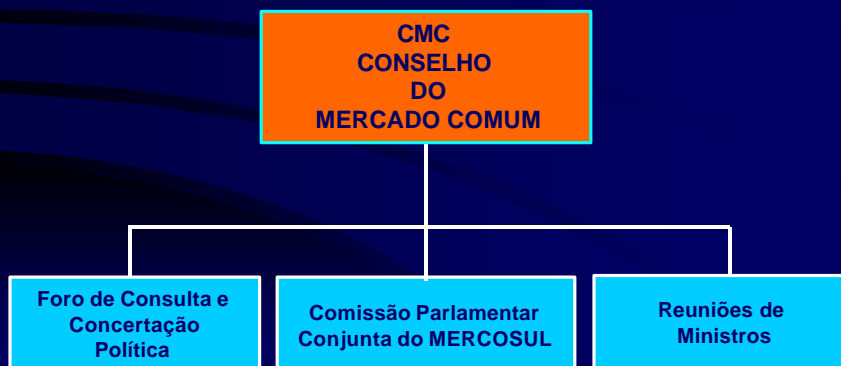 CMC
CONSELHO
DO
MERCADO COMUM
Foro de Consulta e
Concertação
Política
Comissão Parlamentar
Conjunta do MERCOSUL
Reuniões de
Ministros